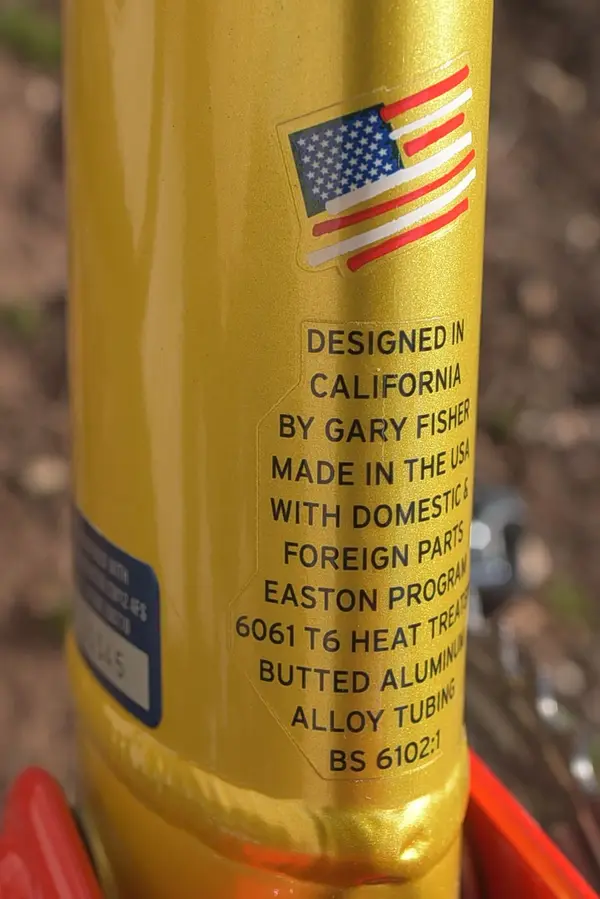 DESIGNED IN
CALIFORNIA
BY GARY FISHER
MADE IN THE USA
WITH DOMESTIC &
FOREIGN PARTS
EASTON PROGRAM
6061 T6 HEAT
BUTTED ALUMINUM
ALLOY TUBING
BS 6102:1